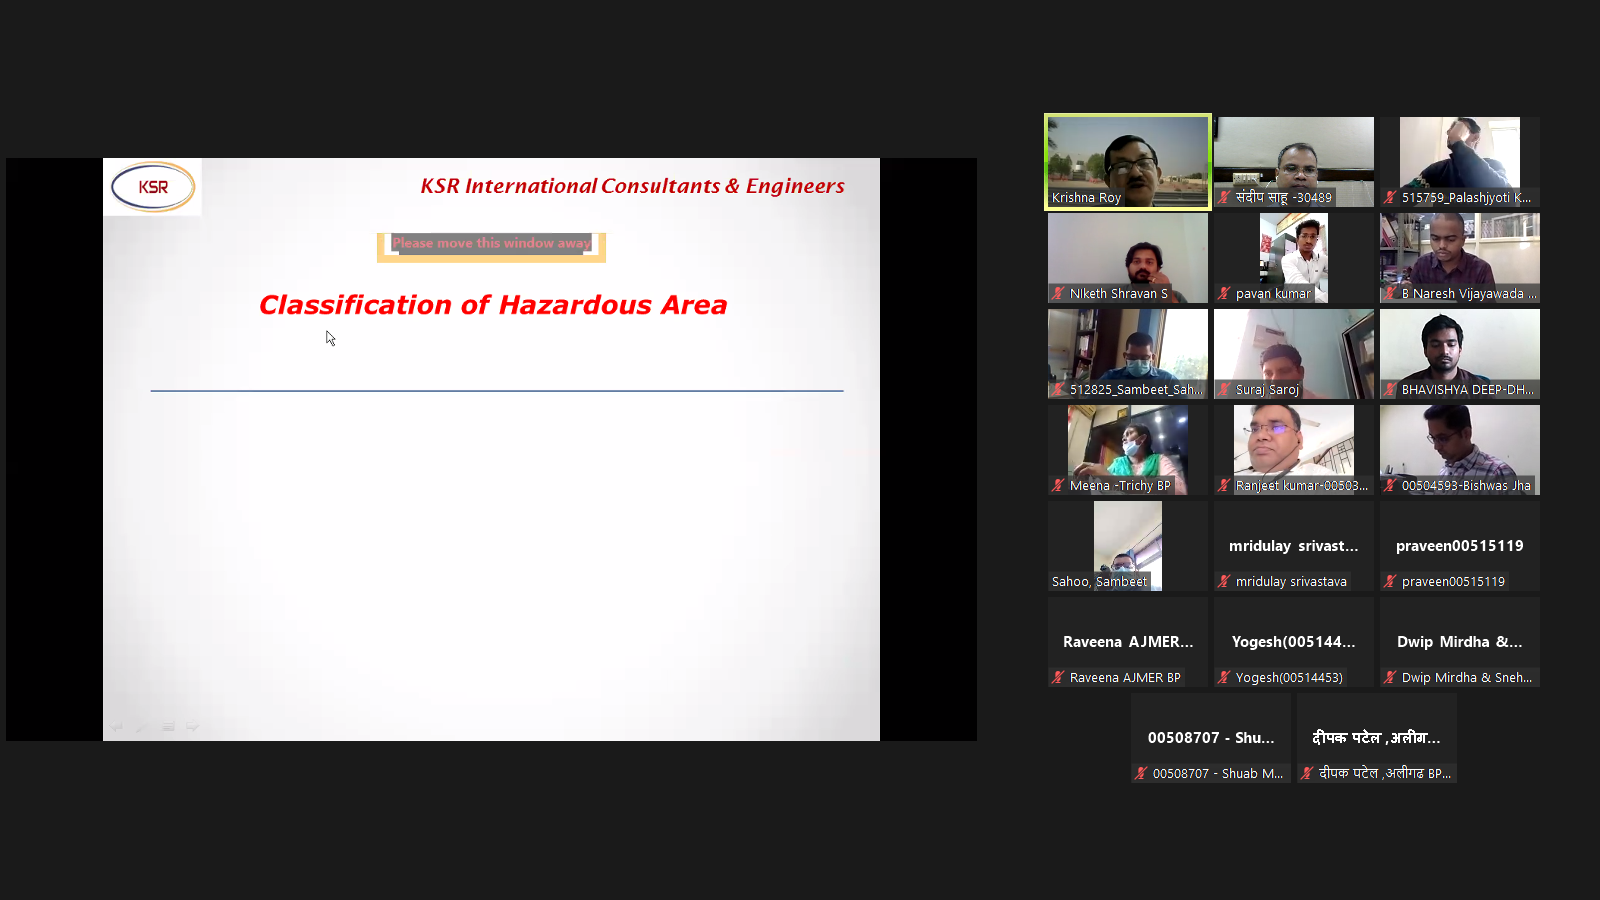 KSR
KSR International Consultants & Engineers
Please move this window away
Classification of Hazardous Area
Krishna Roy
संदीप साहू -30489
515759_Palashjyoti K...
NIketh Shravan S
pavan kumar
B Naresh Vijayawada ...
512825_Sambeet_Sah...
Suraj Saroj
BHAVISHYA DEEP-DH...
Meena -Trichy BP
Ranjeet kumar-00503...
00504593-Bishwas Jha
Sahoo, Sambeet
mridulay srivast...
mridulay srivastava
praveen00515119
praveen00515119
Raveena AJMER...
Raveena AJMER BP
Yogesh(005144...
Yogesh(00514453)
Dwip Mirdha &...
Dwip Mirdha & Sneh...
00508707 - Shu...
00508707 - Shuab M...
दीपक पटेल ,अलीग...
दीपक पटेल ,अलीगढ BP...